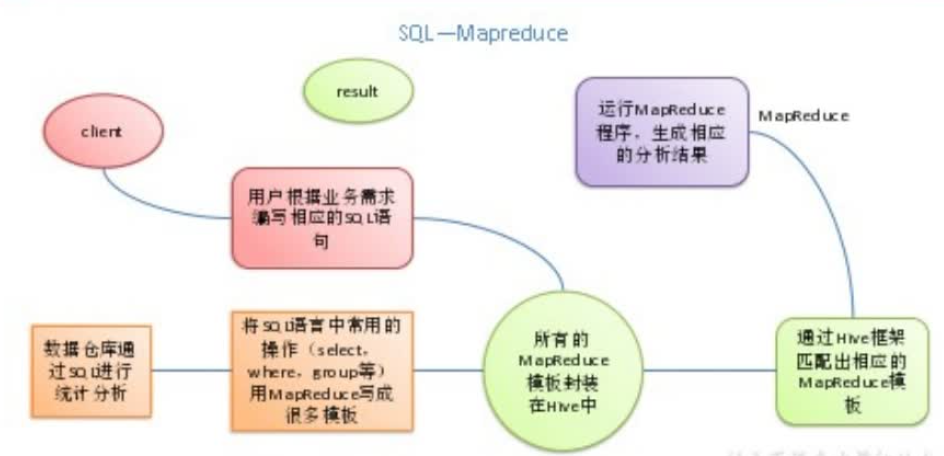 SQL—Mapreduce
result
client
运行MapReduce
程序，生成相应
的分析结果
MapReduce
用户根据业务需求
编写相应的SQL语
句
数据仓库通
过SQL进行
统计分析
将SQL语言中常用的
操作（select，
where，group等）
用MapReduce写成
很多模板
所有的
MapReduce
模板封装
在Hive中
通过Hive框架
匹配出相应的
MapReduce模
板